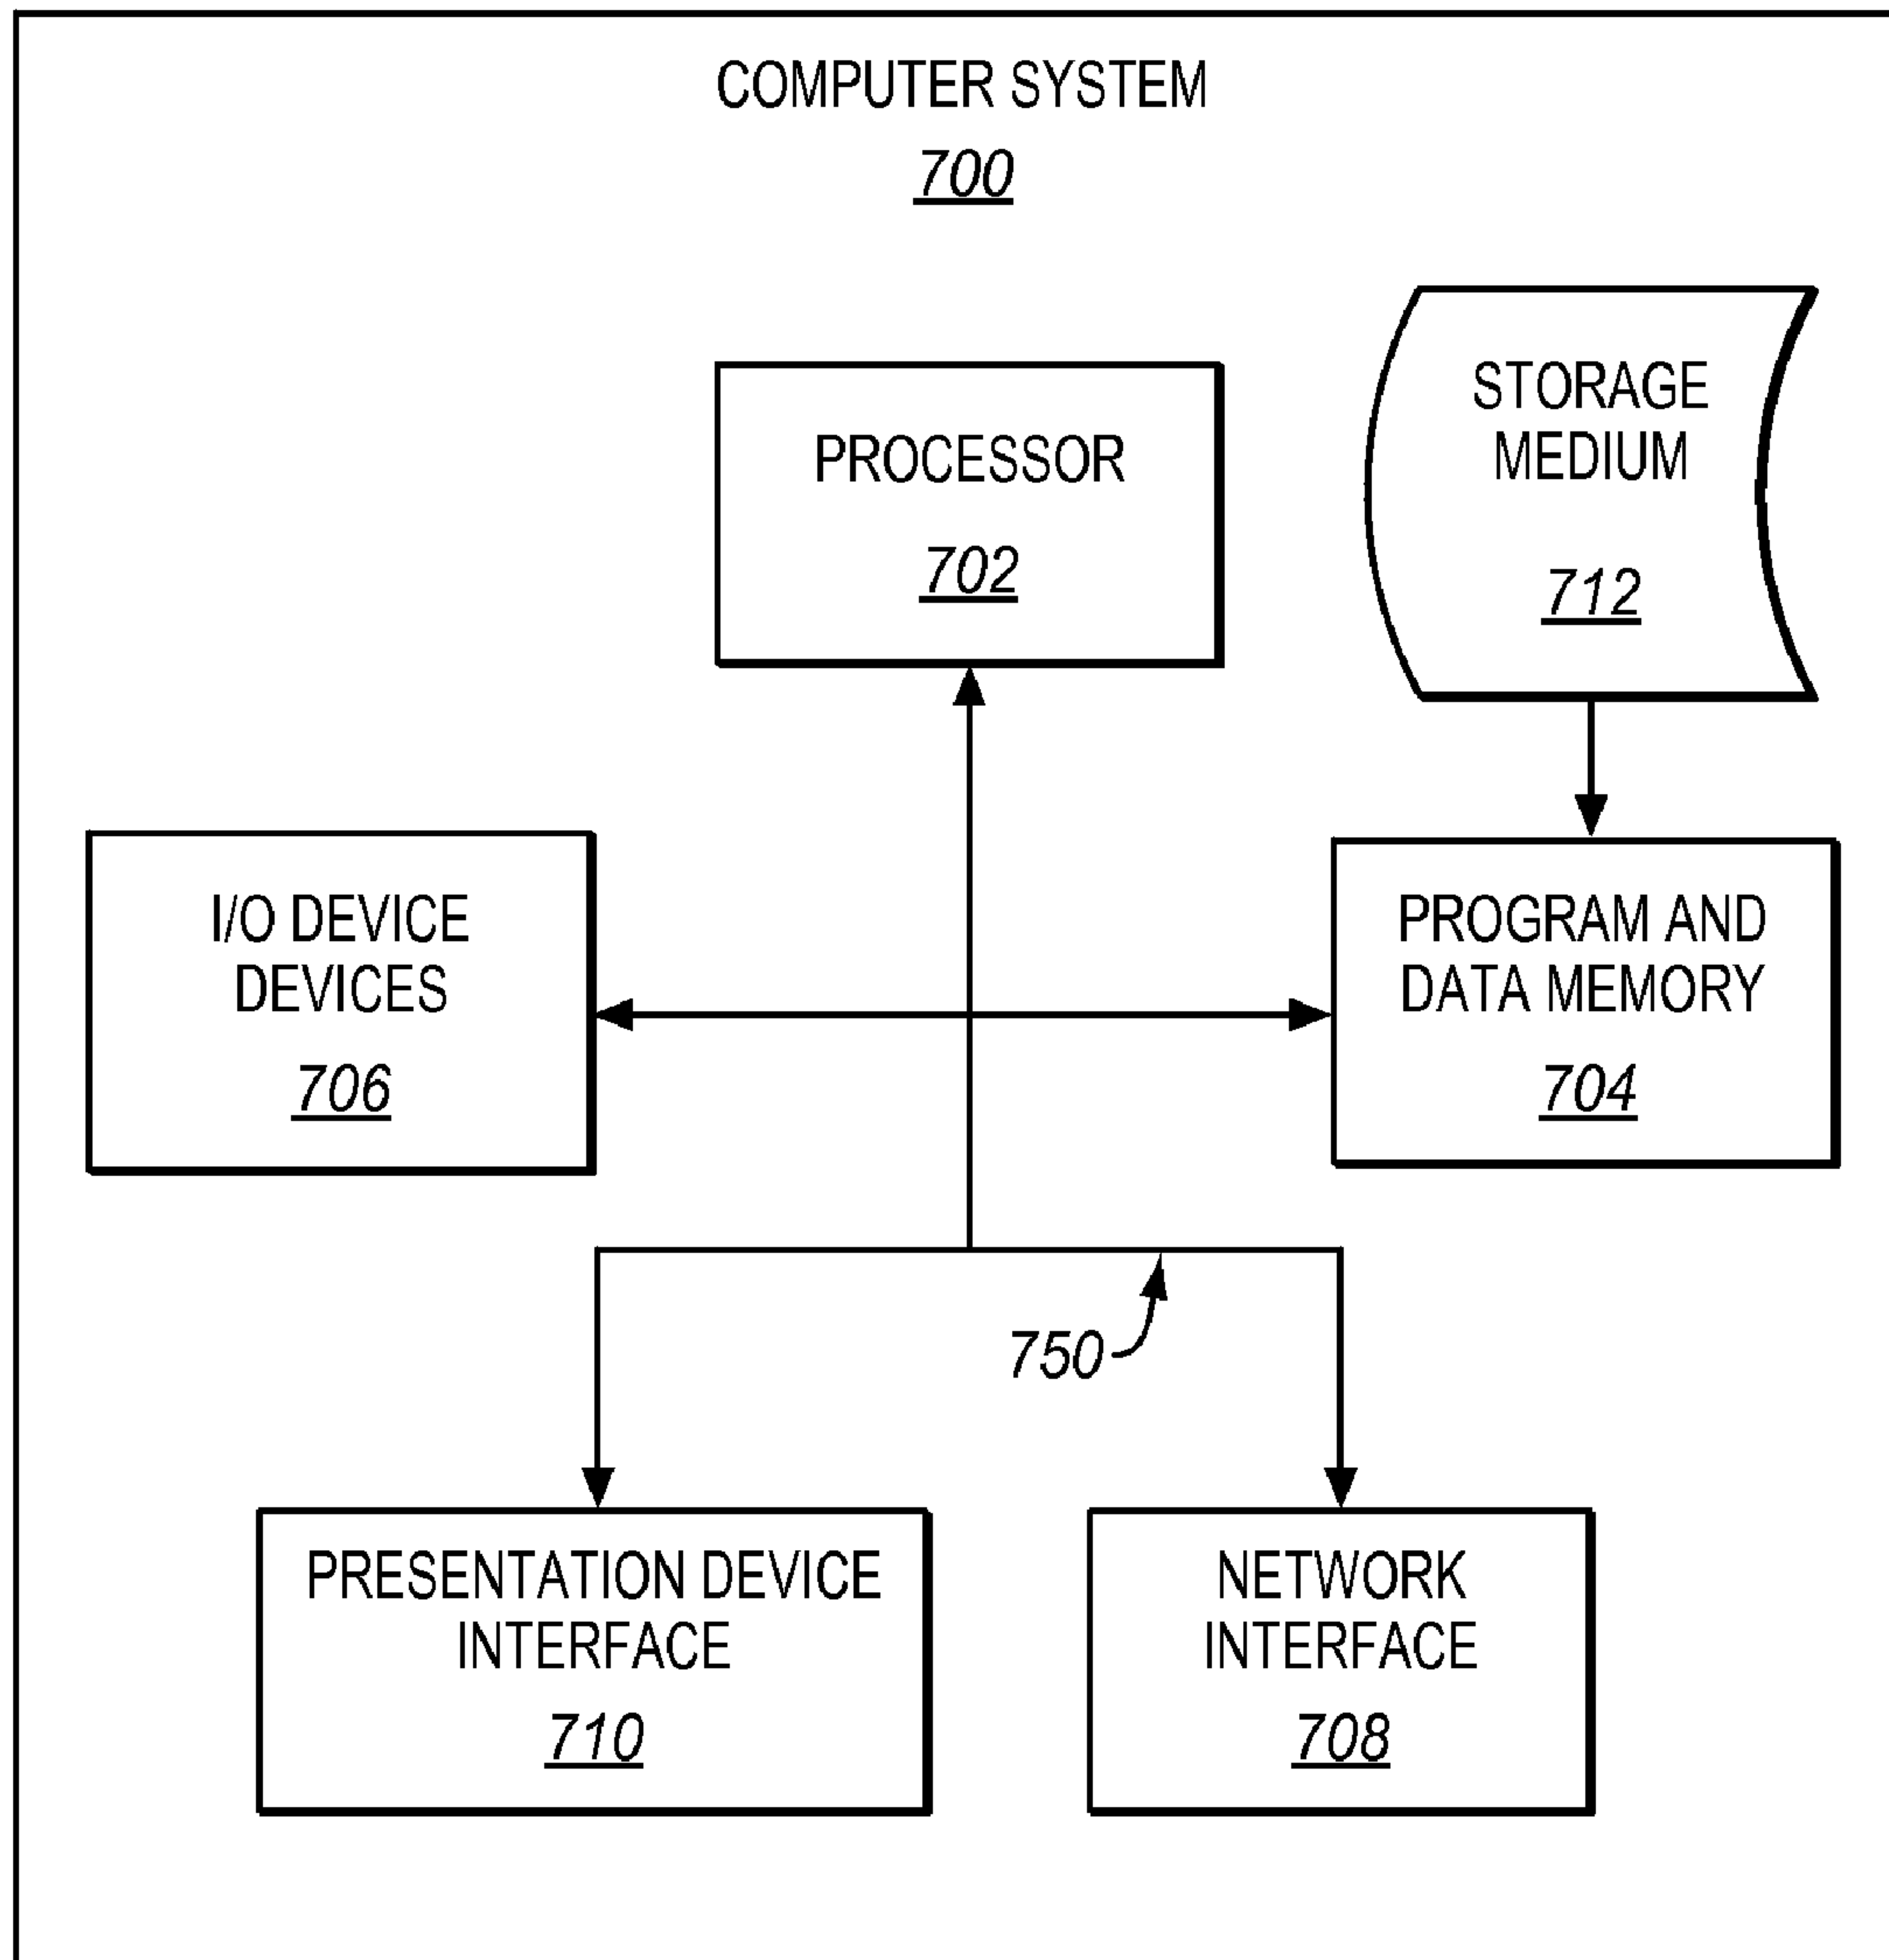 COMPUTER SYSTEM
700
PROCESSOR
702
STORAGE
MEDIUM
712
I/O DEVICE
DEVICES
706
PROGRAM AND
DATA MEMORY
704
750
PRESENTATION DEVICE
INTERFACE
710
NETWORK
INTERFACE
708